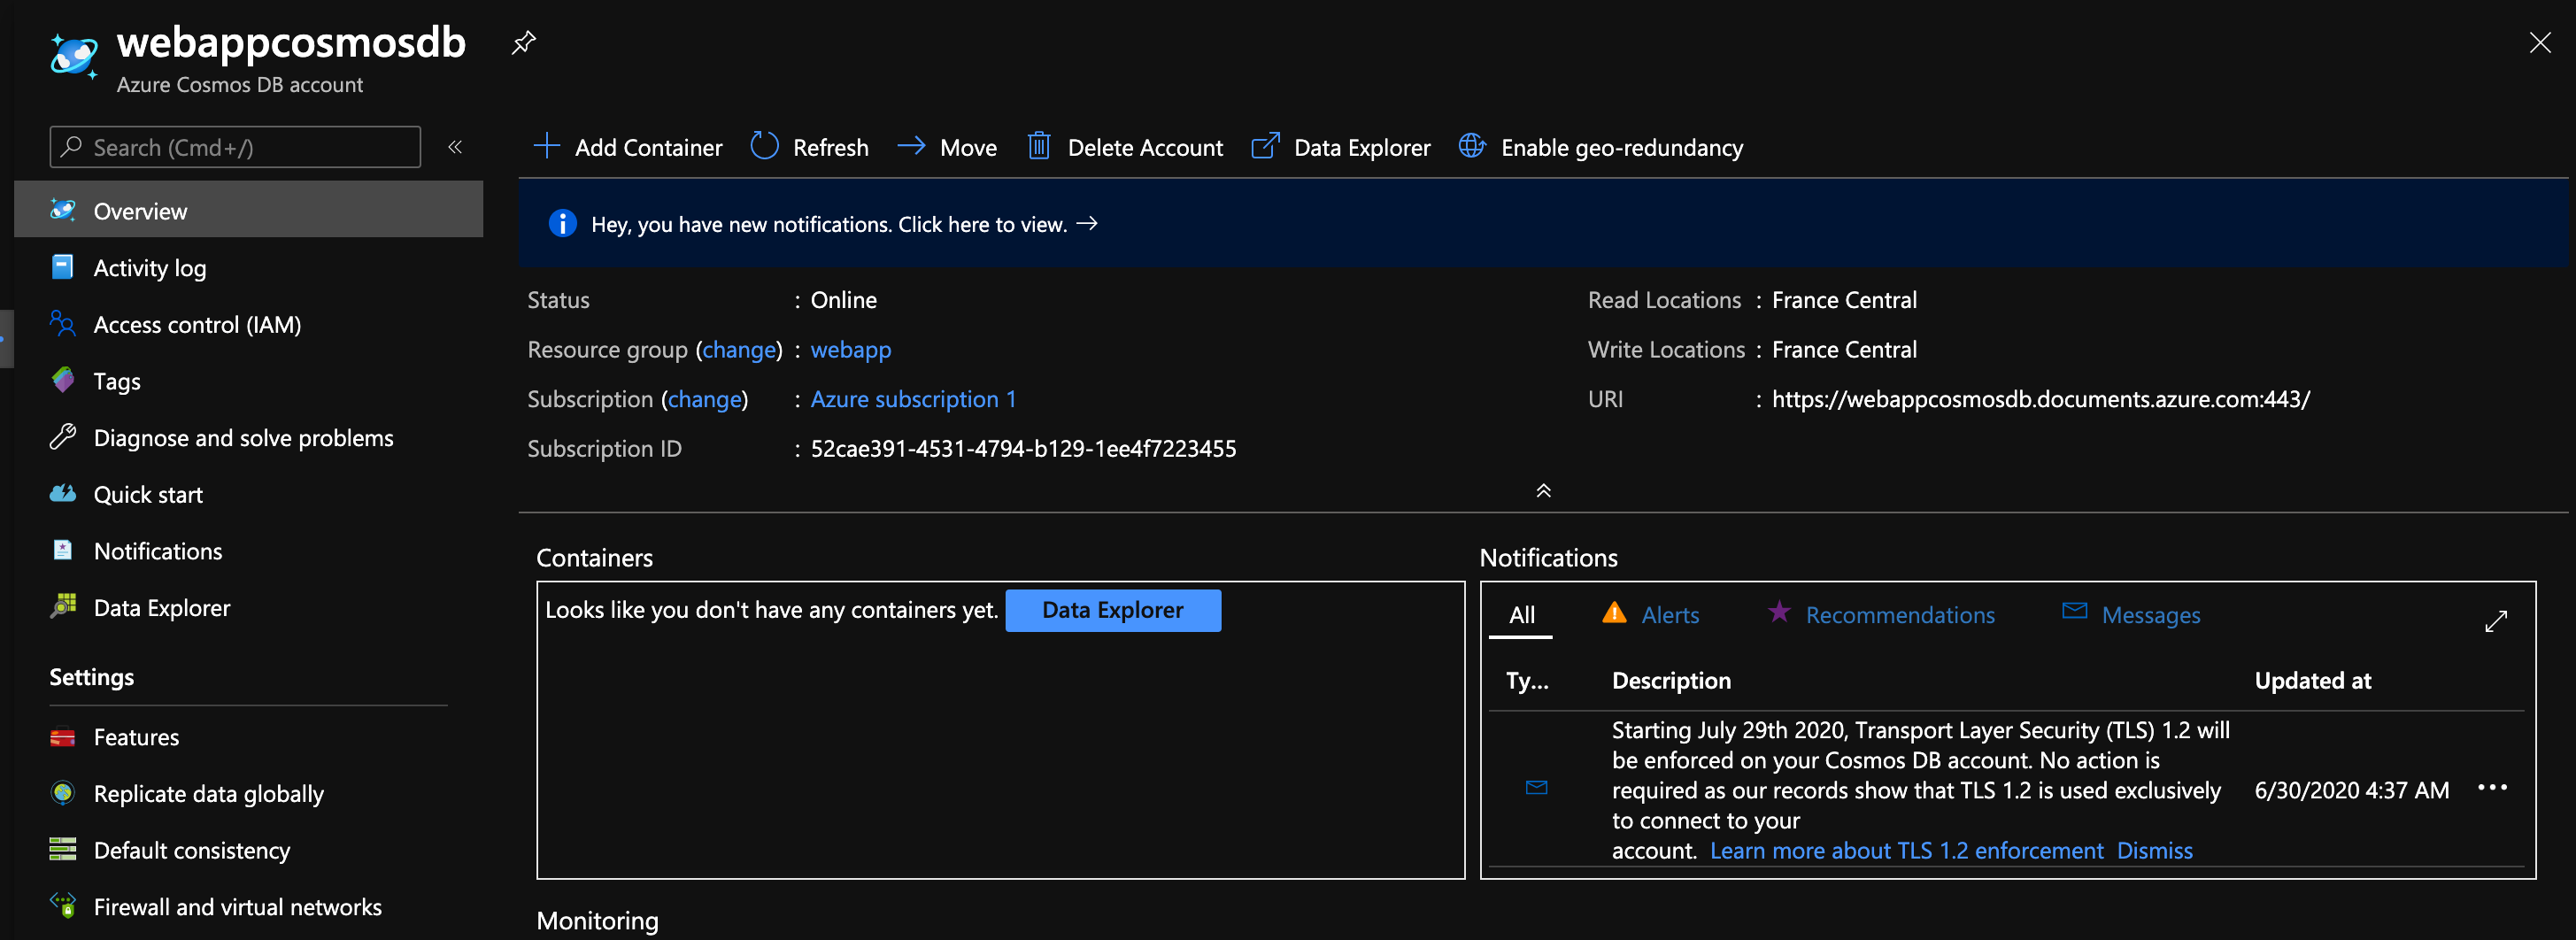 webappcosmosdb
Azure Cosmos DB account
Search (Cmd+/)
Overview
Activity log
Access control (IAM)
Tags
Diagnose and solve problems
Quick start
Notifications
Data Explorer
Settings
Features
Replicate data globally
Default consistency
Firewall and virtual networks
Add Container Refresh Move Delete Account Data Explorer Enable geo-redundancy
Hey, you have new notifications. Click here to view. →
Status : Online
Resource group (change) : webapp
Subscription (change) : Azure subscription 1
Subscription ID : 52cae391-4531-4794-b129-1ee4f7223455
Read Locations : France Central
Write Locations : France Central
URI : https://webappcosmosdb.documents.azure.com:443/
Containers
Looks like you don't have any containers yet. Data Explorer
Notifications
All Alerts Recommendations Messages
Ty... Description Updated at
Starting July 29th 2020, Transport Layer Security (TLS) 1.2 will
be enforced on your Cosmos DB account. No action is
required as our records show that TLS 1.2 is used exclusively
to connect to your
account. Learn more about TLS 1.2 enforcement Dismiss
6/30/2020 4:37 AM
Monitoring